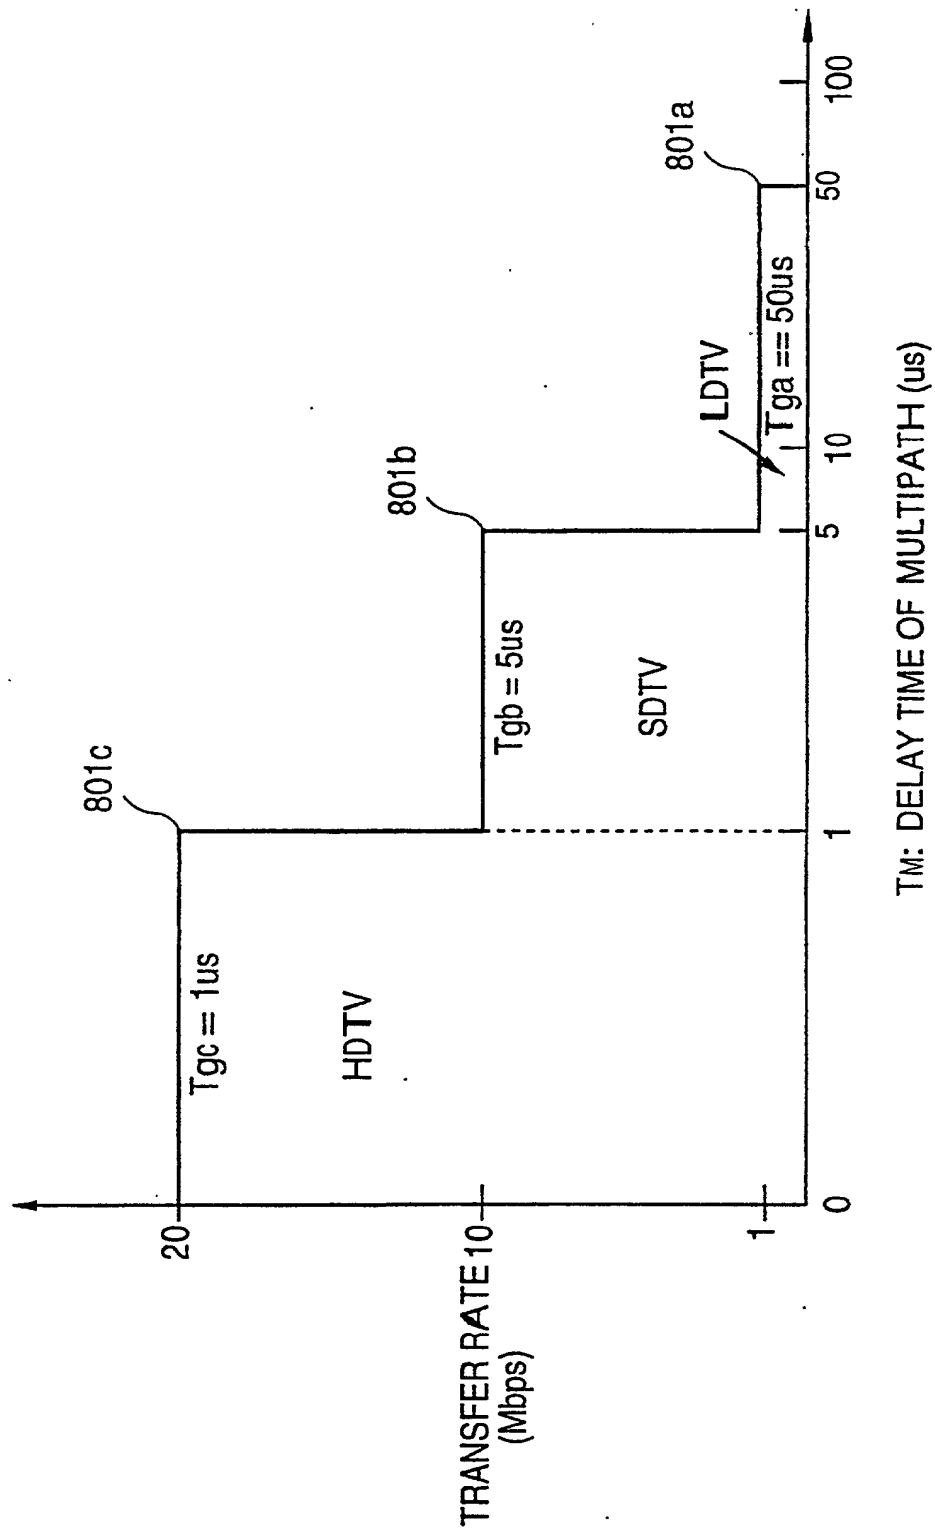 801c
20
Tgc = 1us
HDTV
801b
TRANSFER RATE
(Mbps)
10
Tgb = 5us
SDTV
801a
LDTV
1
Tga == 50us
0
1
5
10
50
100
TM: DELAY TIME OF MULTIPATH (us)